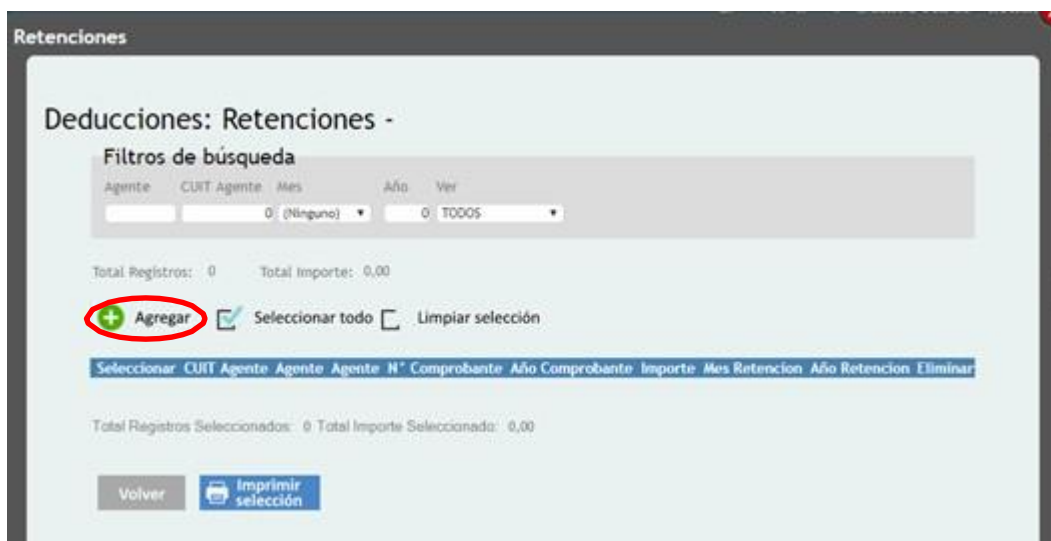 Retenciones
Deducciones: Retenciones -
Filtros de búsqueda
Agente CUIT Agente Mes Año Ver
0 (Ninguno) 0 TODOS
Total Registros: 0 Total Importe: 0,00
Agregar Seleccionar todo Limpiar selección
Seleccionar CUIT Agente Agente Agente N° Comprobante Año Comprobante Importe Mes Retencion Año Retencion Eliminar
Total Registros Seleccionados: 0 Total Importe Seleccionado: 0,00
Volver Imprimir
selección